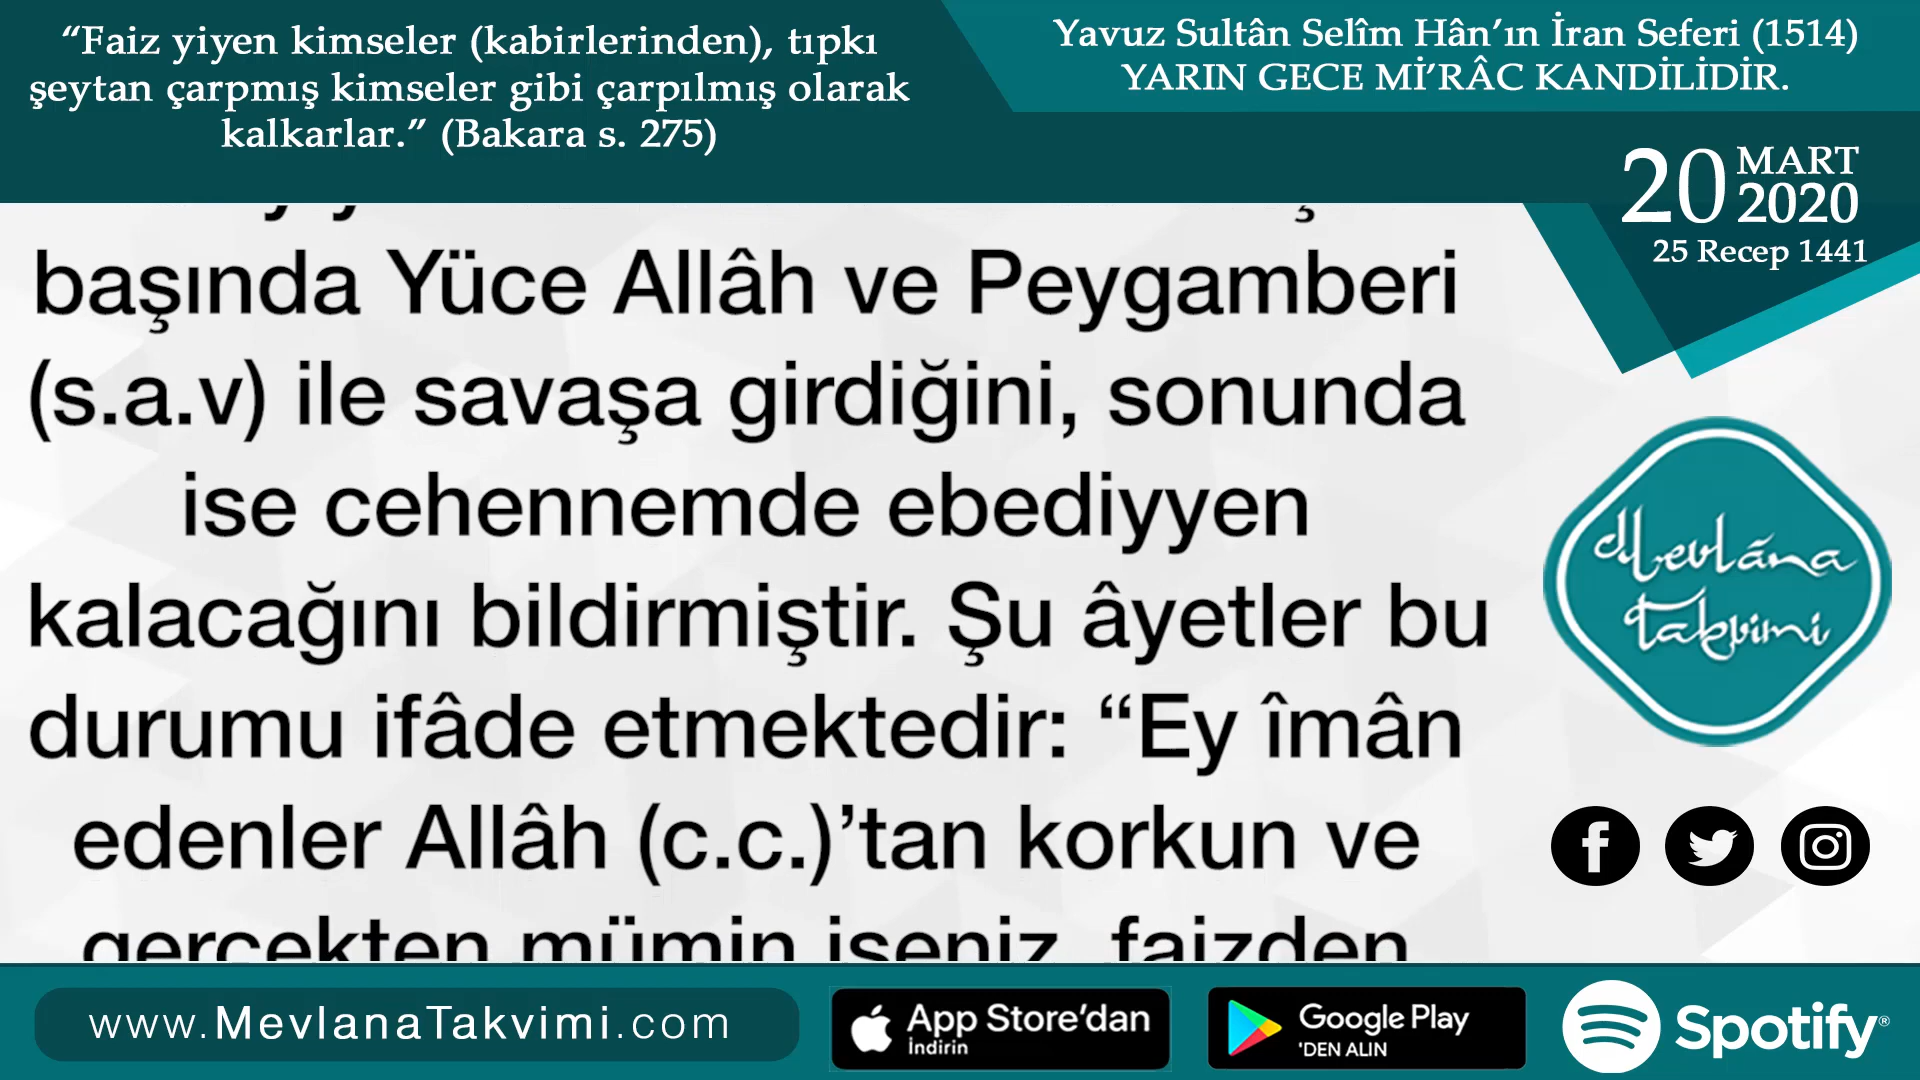 “Faiz yiyen kimseler (kabirlerinden), tıpkı
şeytan çarpmış kimseler gibi çarpılmış olarak
kalkarlar.” (Bakara s. 275)
Yavuz Sultân Selîm Hân’ın İran Seferi (1514)
YARIN GECE Mİ’RÂC KANDİLİDİR.
20 MART
2020
25 Recep 1441
başında Yüce Allâh ve Peygamberi
(s.a.v) ile savaşa girdiğini, sonunda
ise cehennemde ebediyyen
kalacağını bildirmiştir. Şu âyetler bu
durumu ifâde etmektedir: “Ey îmân
edenler Allâh (c.c.)’tan korkun ve
gerçekten mümin iseniz, faizden
Mevlâna
Takvimi
www.MevlanaTakvimi.com
App Store’dan
İndirin
Google Play
'DEN ALIN
Spotify®